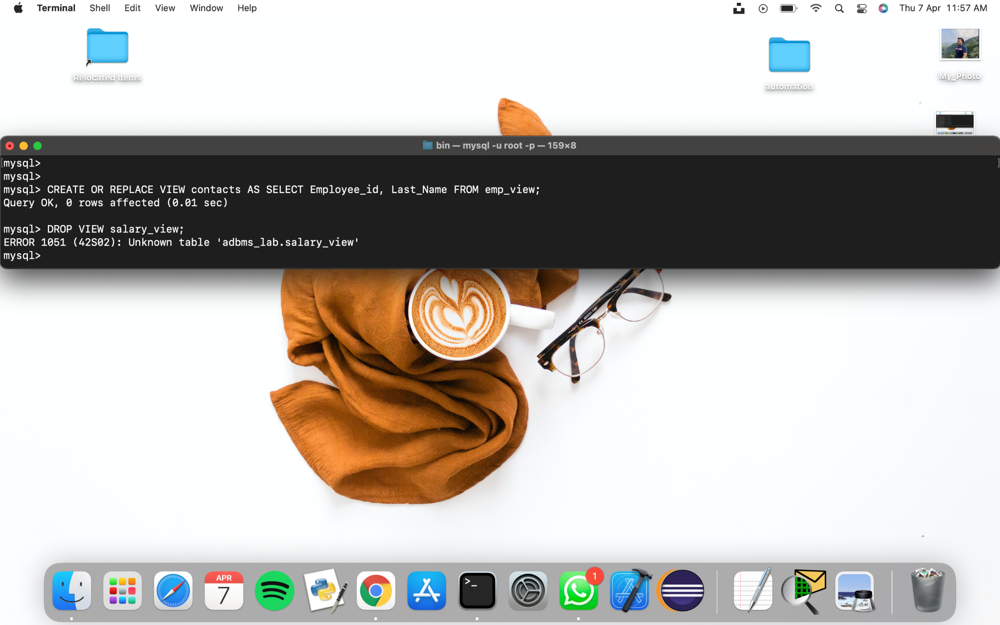 Terminal Shell Edit View Window Help
Thu 7 Apr 11:57 AM
Relocated Items
automation
My_Photo
bin — mysql -u root -p — 159×8
mysql>
mysql>
mysql> CREATE OR REPLACE VIEW contacts AS SELECT Employee_id, Last_Name FROM emp_view;
Query OK, 0 rows affected (0.01 sec)
mysql> DROP VIEW salary_view;
ERROR 1051 (42S02): Unknown table 'adbms_lab.salary_view'
mysql>
APR
7
>_
1